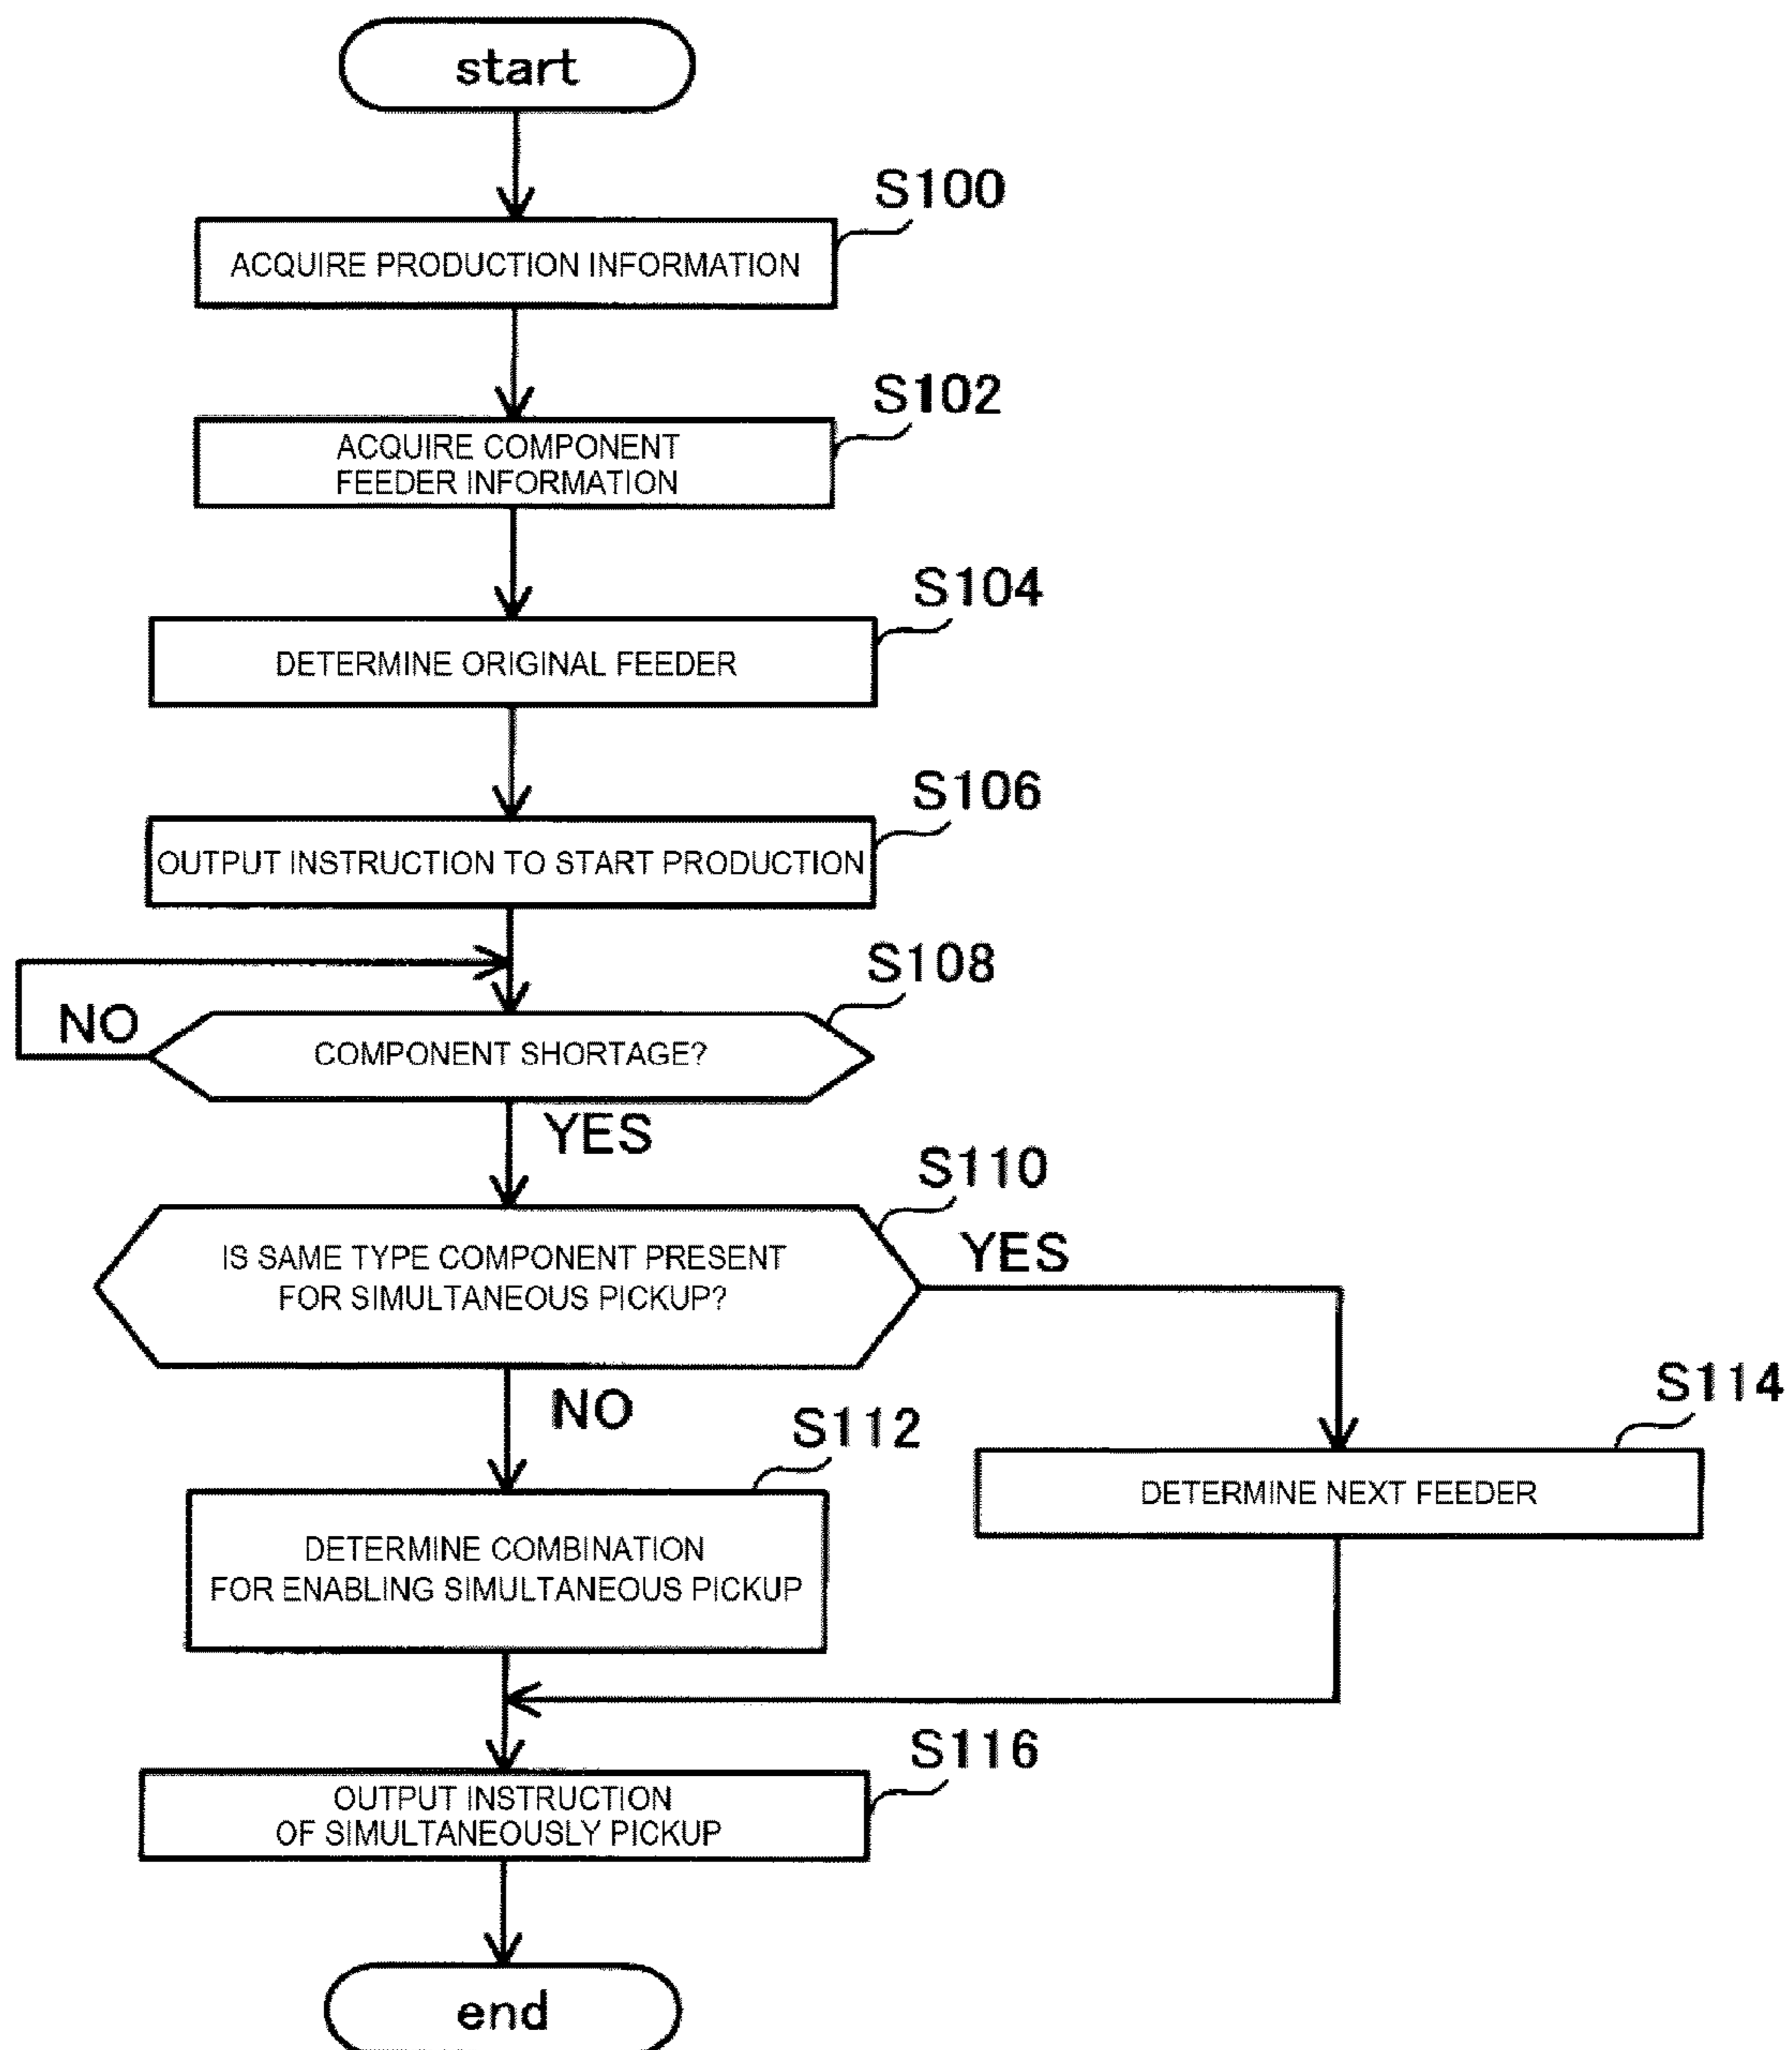 start
S100
ACQUIRE PRODUCTION INFORMATION
S102
ACQUIRE COMPONENT
FEEDER INFORMATION
S104
DETERMINE ORIGINAL FEEDER
S106
OUTPUT INSTRUCTION TO START PRODUCTION
S108
NO
COMPONENT SHORTAGE?
YES
S110
IS SAME TYPE COMPONENT PRESENT
FOR SIMULTANEOUS PICKUP?
YES
NO
S112
S114
DETERMINE COMBINATION
FOR ENABLING SIMULTANEOUS PICKUP
DETERMINE NEXT FEEDER
S116
OUTPUT INSTRUCTION
OF SIMULTANEOUSLY PICKUP
end